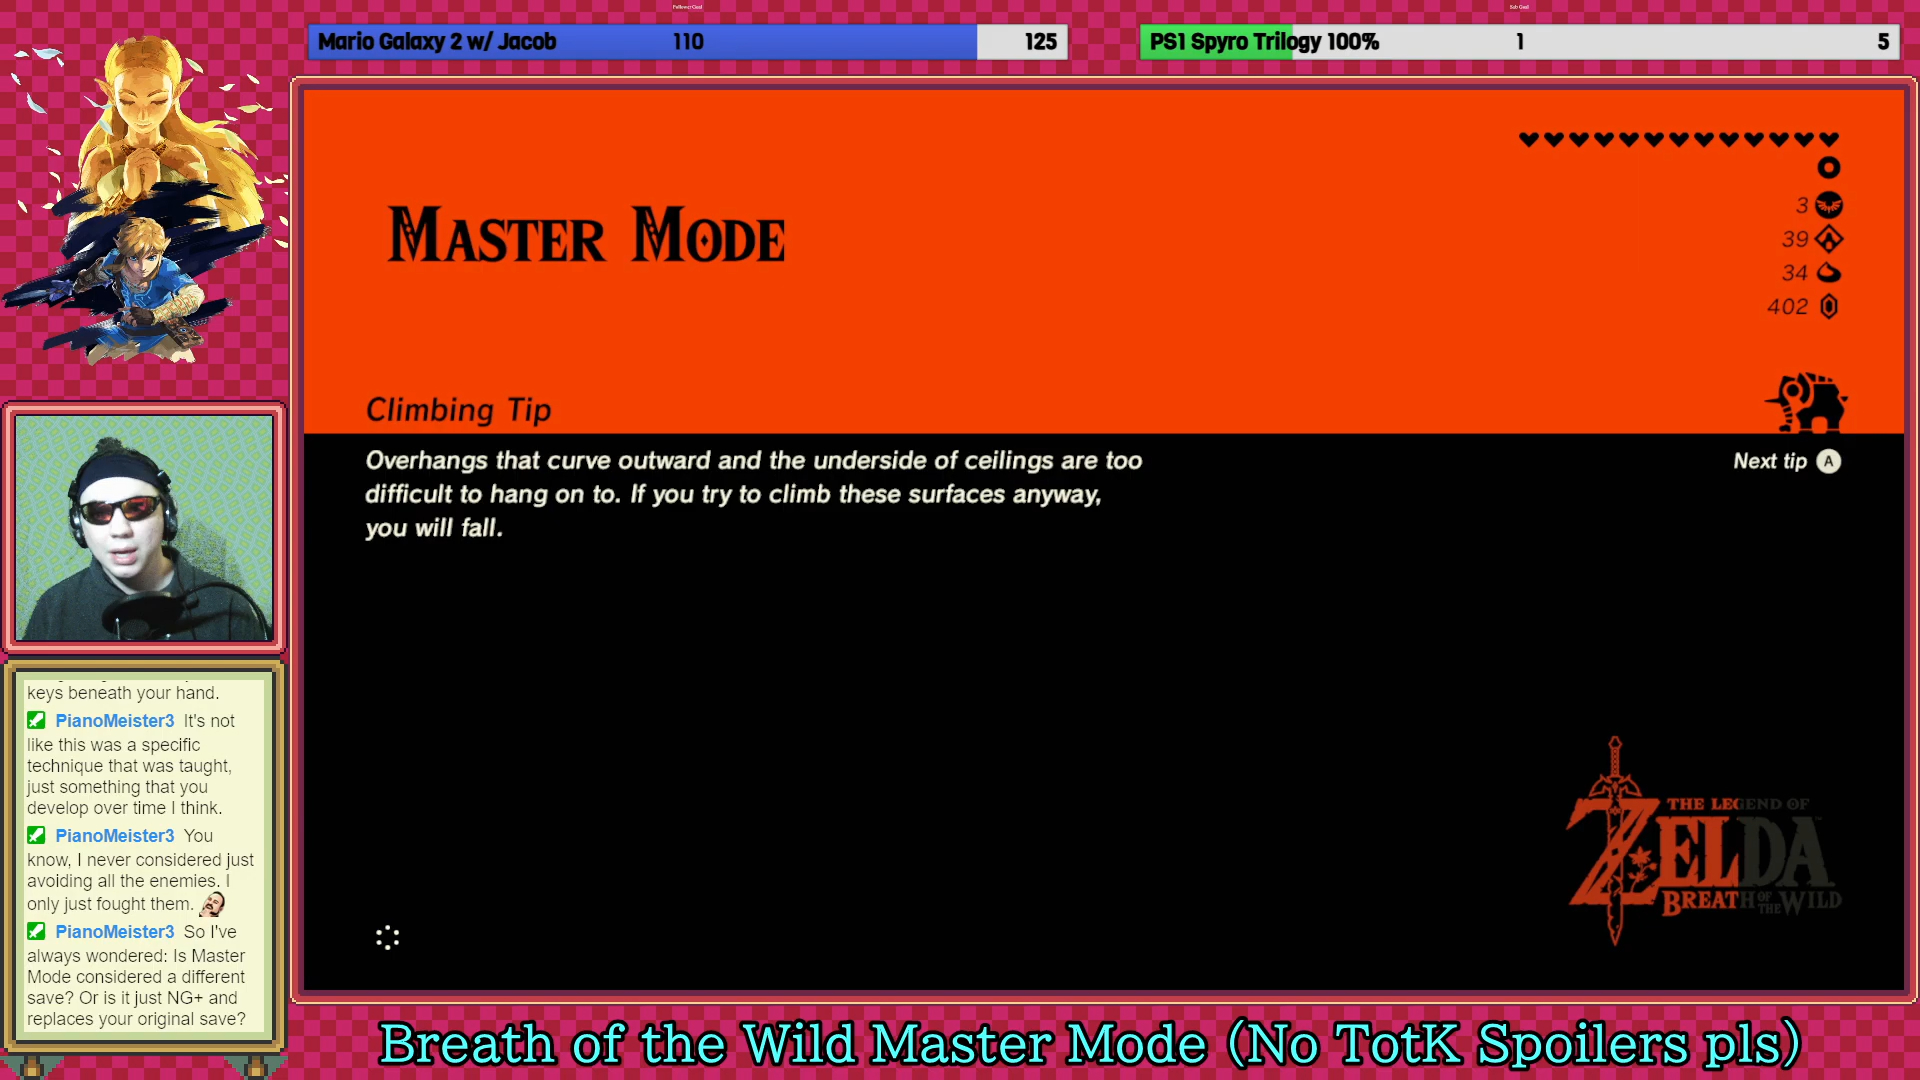 Follower Goal
Sub Goal
Mario Galaxy 2 w/ Jacob 110 125
PS1 Spyro Trilogy 100% 1 5
MASTER MODE
3
39
34
402
Climbing Tip
Overhangs that curve outward and the underside of ceilings are too
difficult to hang on to. If you try to climb these surfaces anyway,
you will fall.
Next tip A
keys beneath your hand.
PianoMeister3 It's not
like this was a specific
technique that was taught,
just something that you
develop over time I think.
PianoMeister3 You
know, I never considered just
avoiding all the enemies. I
only just fought them.
PianoMeister3 So I've
always wondered: Is Master
Mode considered a different
save? Or is it just NG+ and
replaces your original save?
THE LEGEND OF
ZELDA
BREATH OF THE WILD
Breath of the Wild Master Mode (No TotK Spoilers pls)